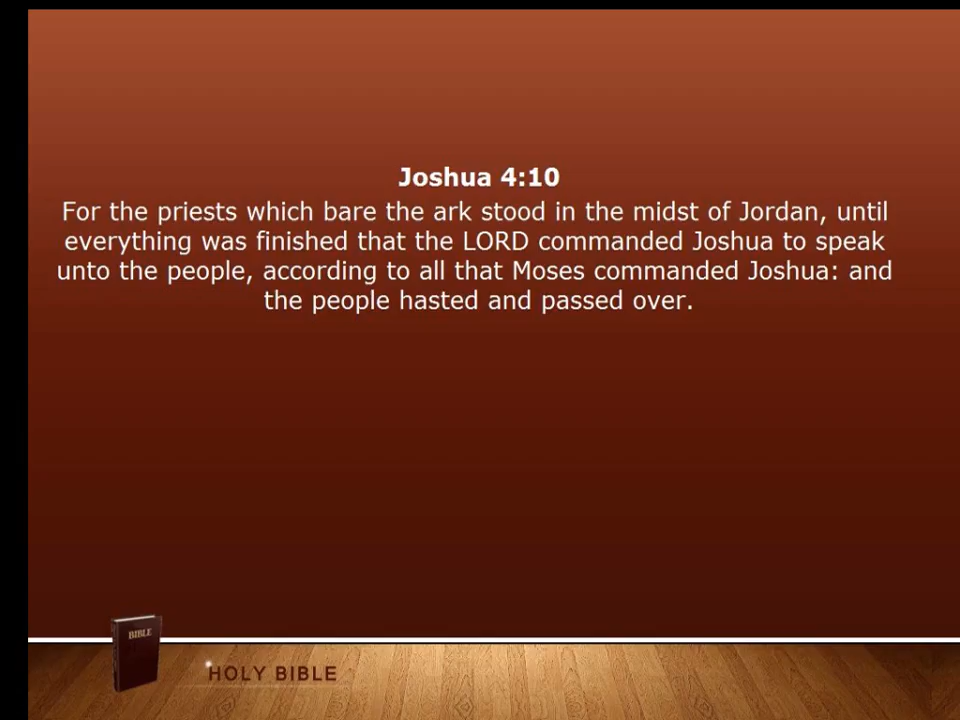 Joshua 4:10
For the priests which bare the ark stood in the midst of Jordan, until
everything was finished that the LORD commanded Joshua to speak
unto the people, according to all that Moses commanded Joshua: and
the people hasted and passed over.
BIBLE
HOLY BIBLE